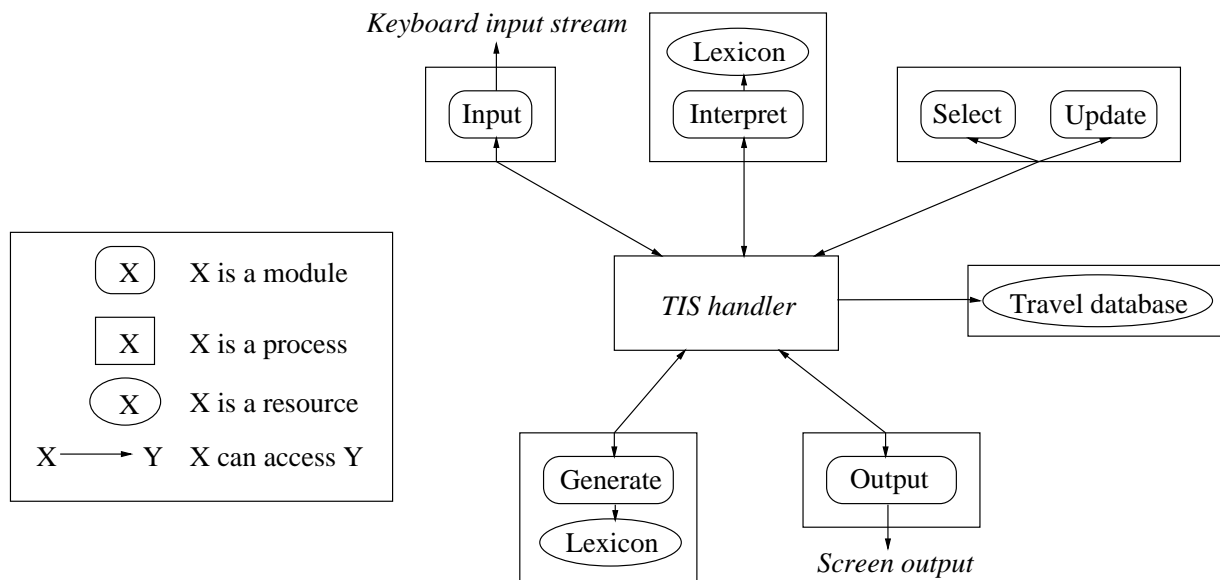 Keyboard input stream
Lexicon
Input
Interpret
Select
Update
X X is a module
X X is a process
X X is a resource
X Y X can access Y
TIS handler
Travel database
Generate
Lexicon
Output
Screen output